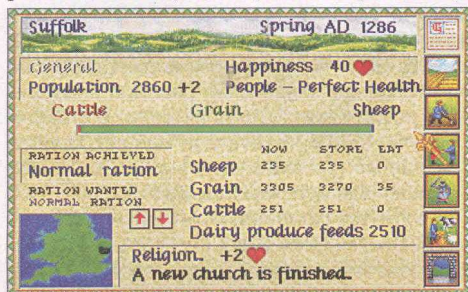 Suffolk Spring AD 1286
General Happiness 40
Population 2860 +2 People - Perfect Health
Cattle Grain Sheep
RATION ACHIEVED
Normal ration
RATION WANTED
NORMAL RATION
NOW STORE EAT
Sheep 235 235 0
Grain 3305 3270 35
Cattle 251 251 0
Dairy produce feeds 2510
Religion. +2
A new church is finished.